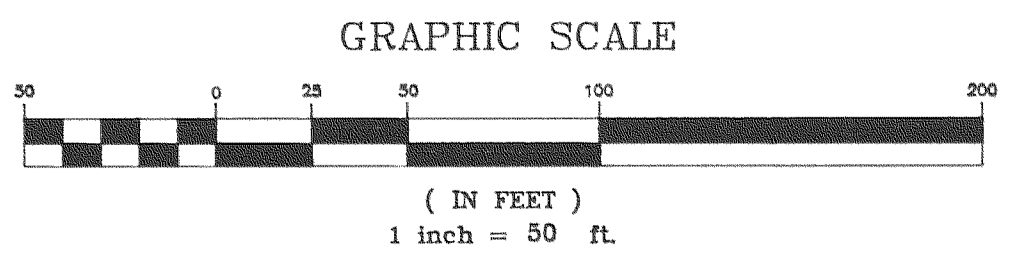 GRAPHIC SCALE
50 0 25 50 100 200
( IN FEET )
1 inch = 50 ft.